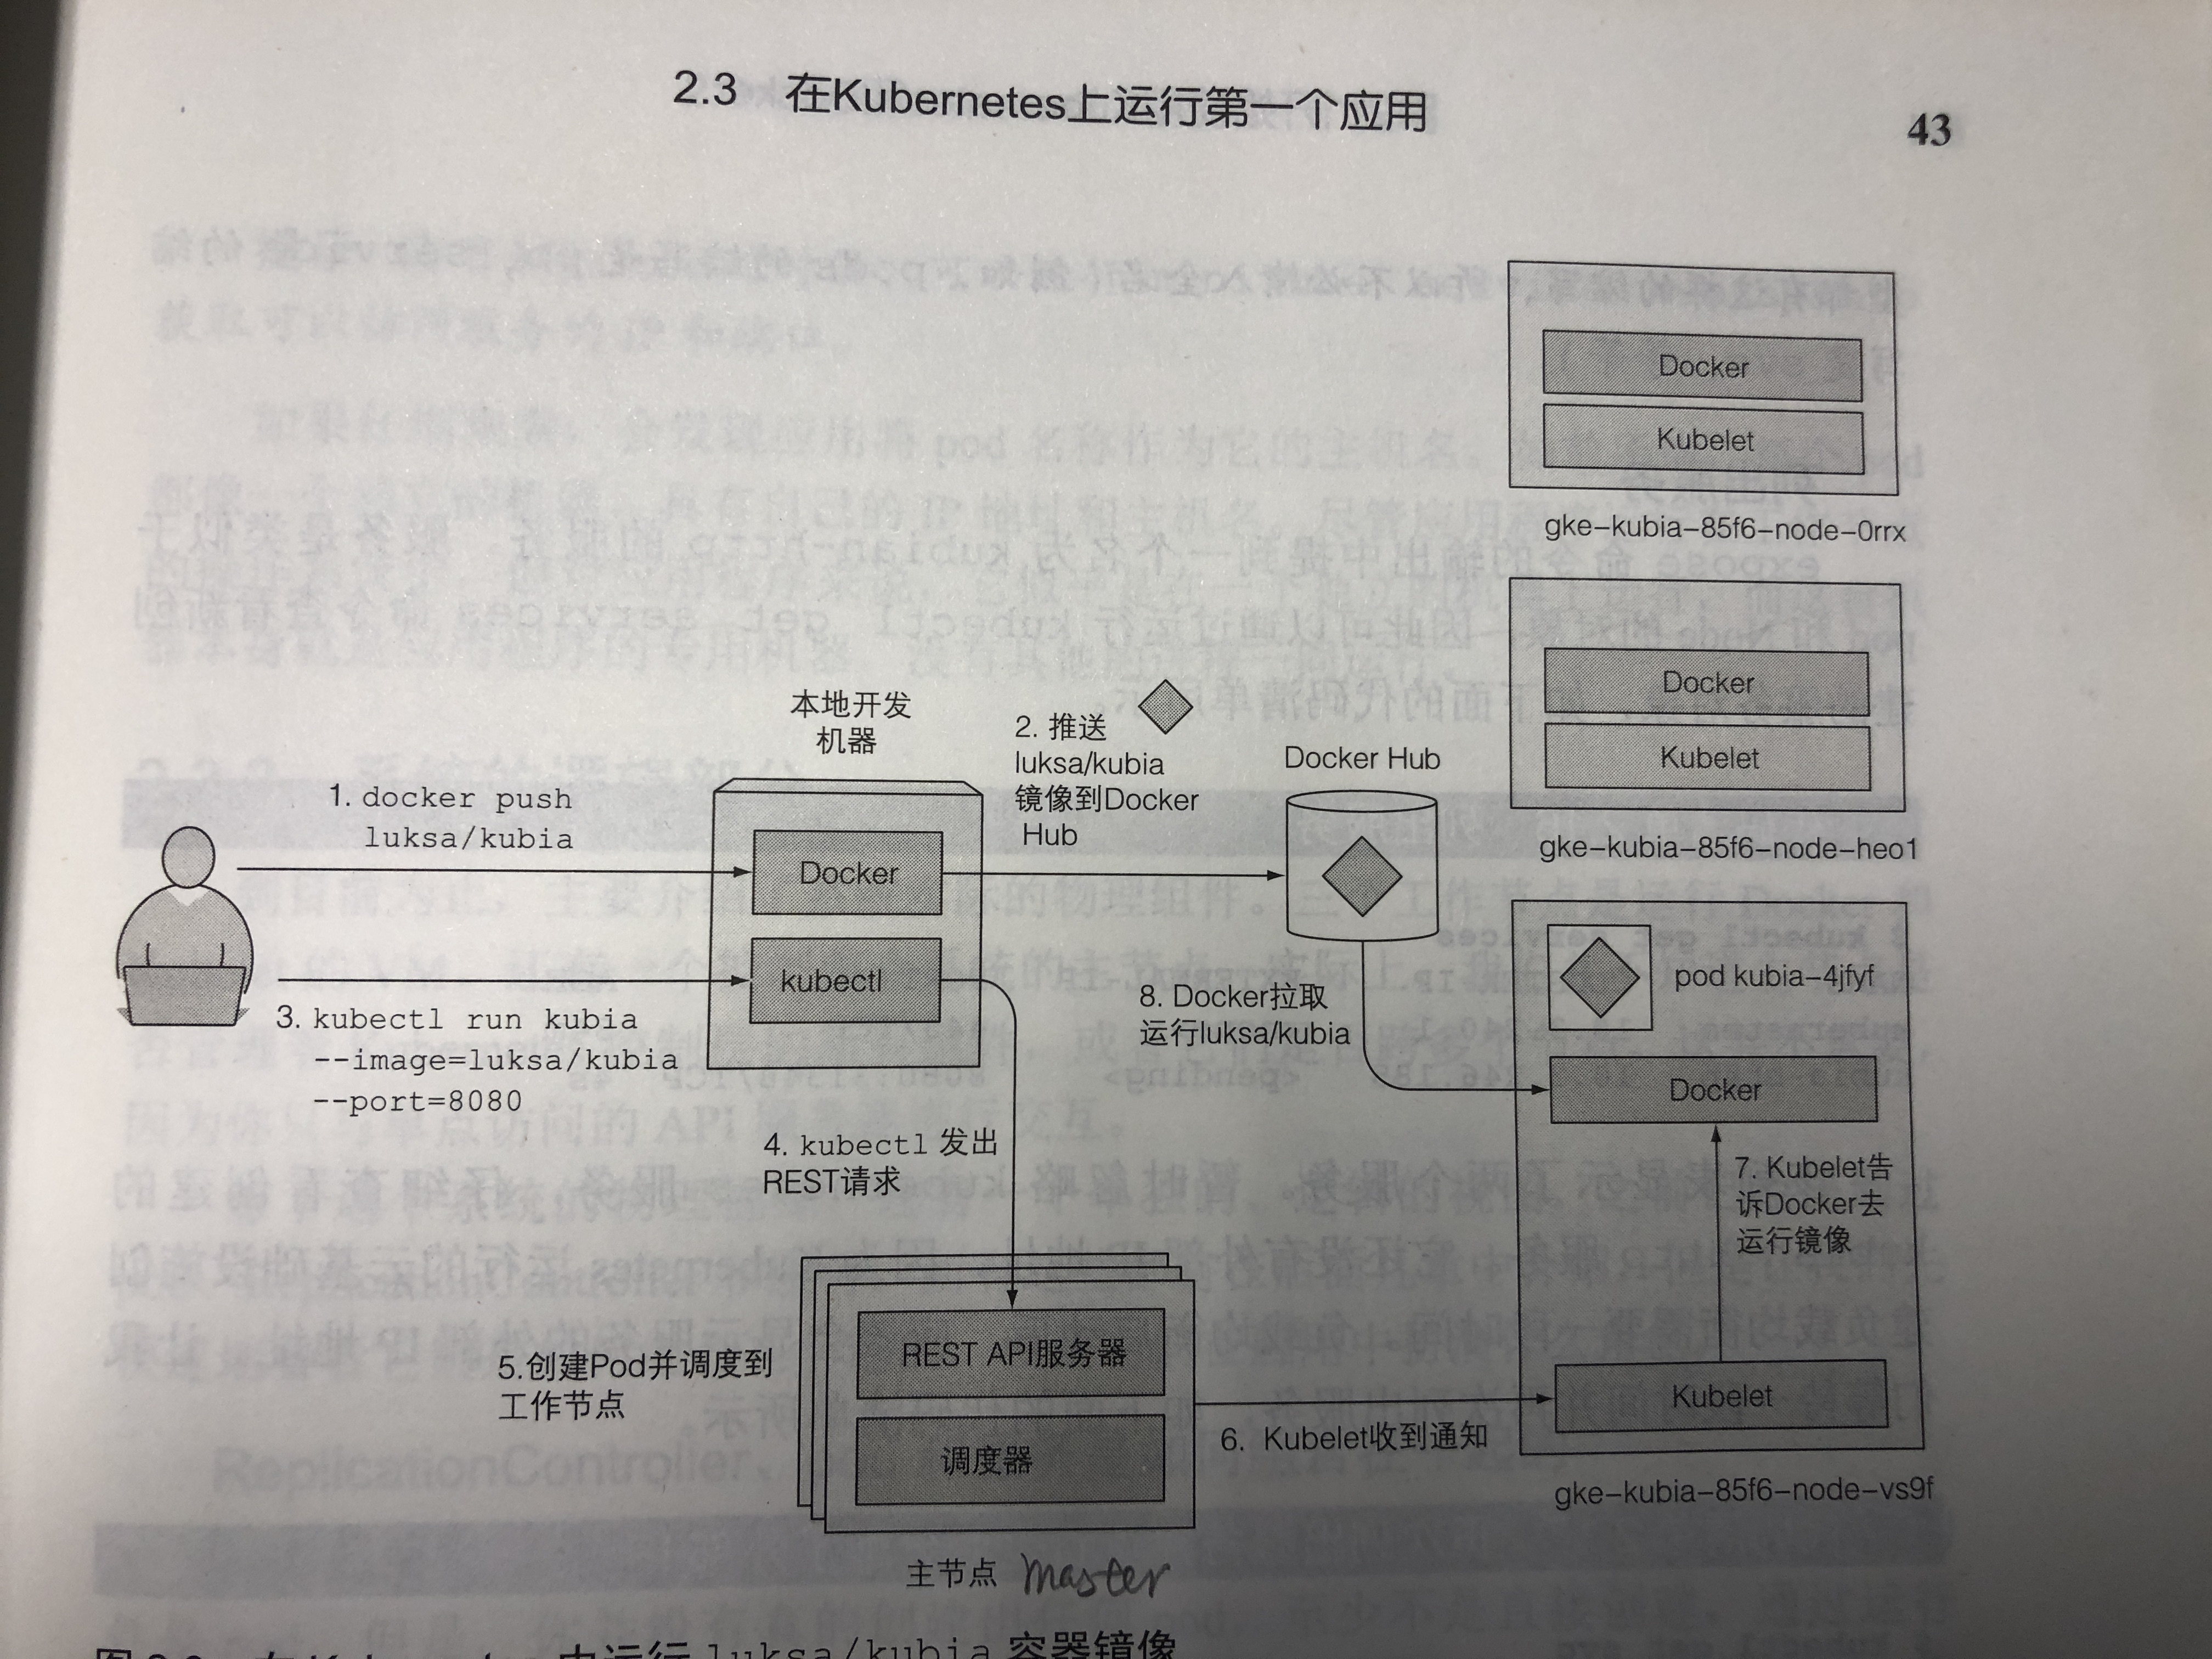 2.3 在Kubernetes上运行第一个应用
43
1. docker push
luksa/kubia
本地开发
机器
Docker
kubectl
3. kubectl run kubia
--image=luksa/kubia
--port=8080
2. 推送
luksa/kubia
镜像到Docker
Hub
Docker Hub
4. kubectl 发出
REST请求
8. Docker拉取
运行luksa/kubia
5.创建Pod并调度到
工作节点
REST API服务器
调度器
主节点 master
6. Kubelet收到通知
Docker
Kubelet
gke-kubia-85f6-node-0rrx
Docker
Kubelet
gke-kubia-85f6-node-heo1
pod kubia-4jfyf
Docker
7. Kubelet告
诉Docker去
运行镜像
Kubelet
gke-kubia-85f6-node-vs9f
内运行 luksa/kubia 容器镜像